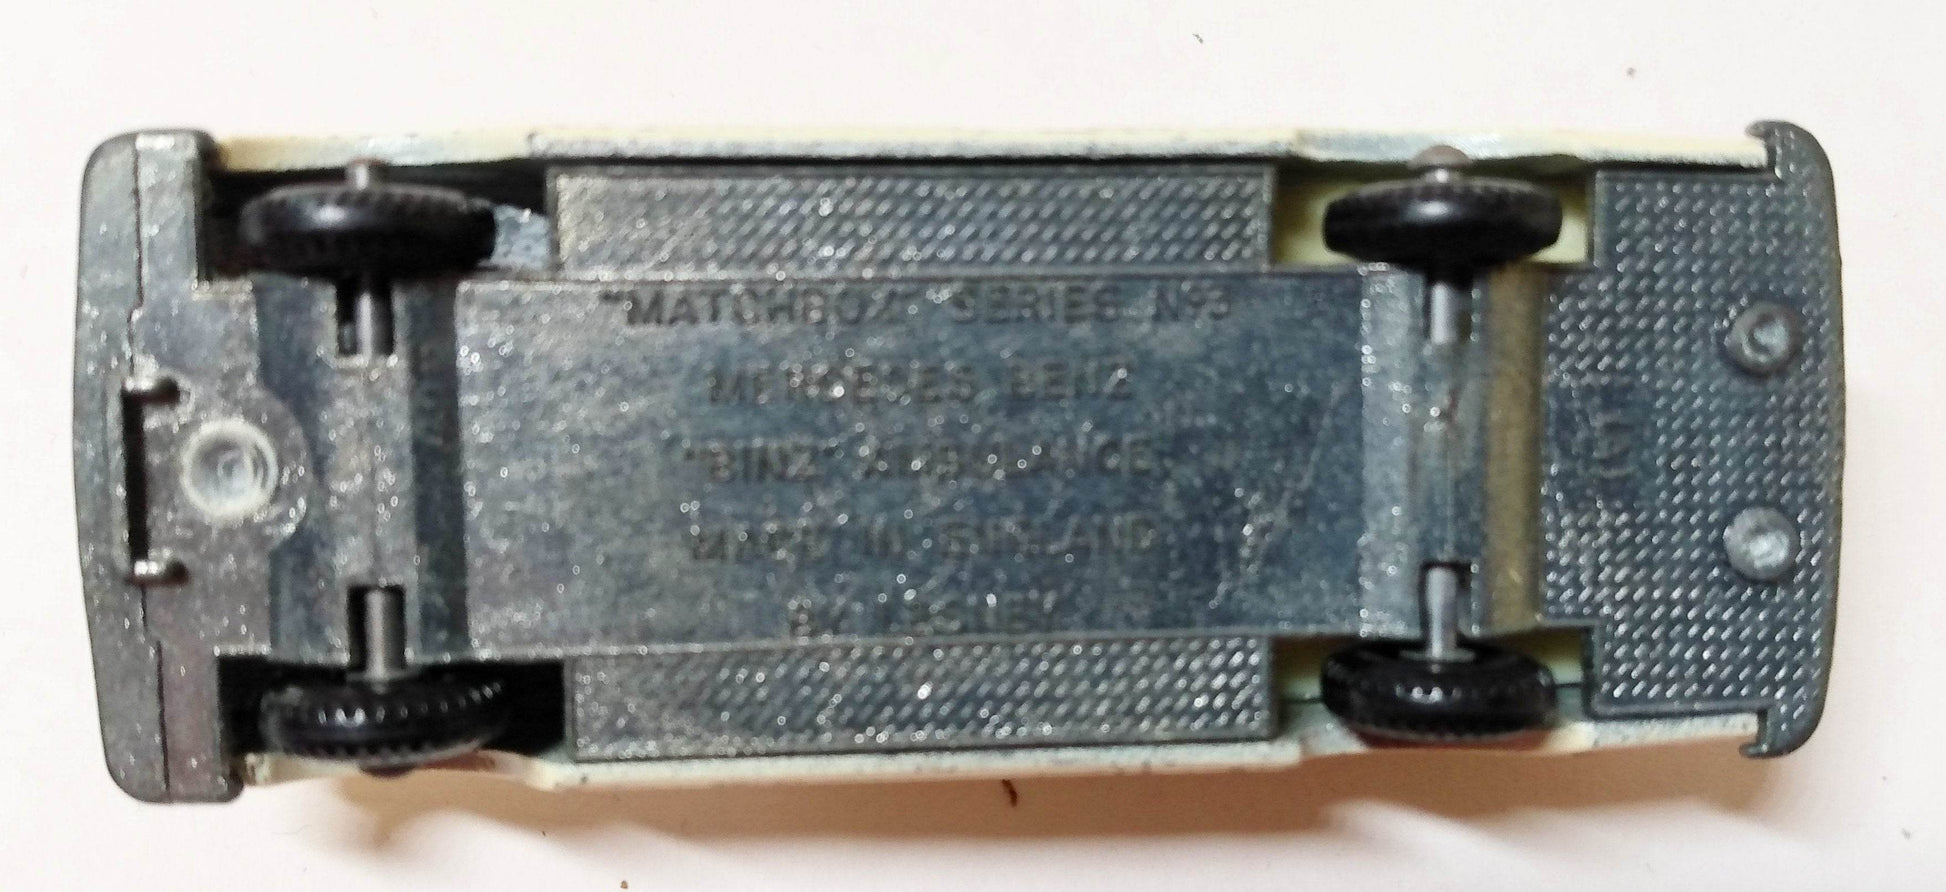 "MATCHBOX" SERIES Nº3
MERCEDES BENZ
"BINZ" AMBULANCE
MADE IN ENGLAND
BY LESNEY